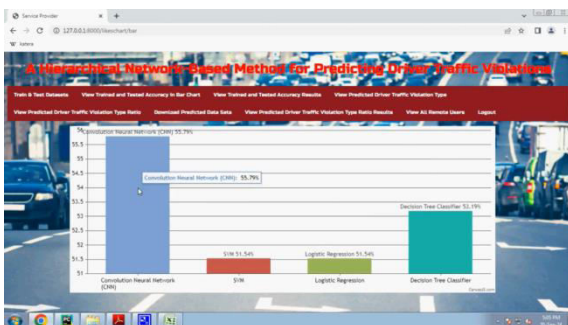 Service Provider
127.0.0.1:8000/likeschart/bar
A Hierarchical Network-Based Method for Predicting Driver Traffic Violations
Train & Test Datasets View Trained and Tested Accuracy in Bar Chart View Trained and Tested Accuracy Results View Predicted Driver Traffic Violation Type
View Predicted Driver Traffic Violation Type Ratio Download Predicted Data Sets View Predicted Driver Traffic Violation Type Ratio Results View All Remote Users Logout
56
Convolution Neural Network (CNN) 55.79%
55.5
55
54.5
Convolution Neural Network (CNN): 55.79%
54
53.5
Decision Tree Classifier 53.19%
53
52.5
52
SVM 51.54%
Logistic Regression 51.54%
51.5
51
Convolution Neural Network (CNN)
SVM
Logistic Regression
Decision Tree Classifier
CanvasJS.com
5:05 PM